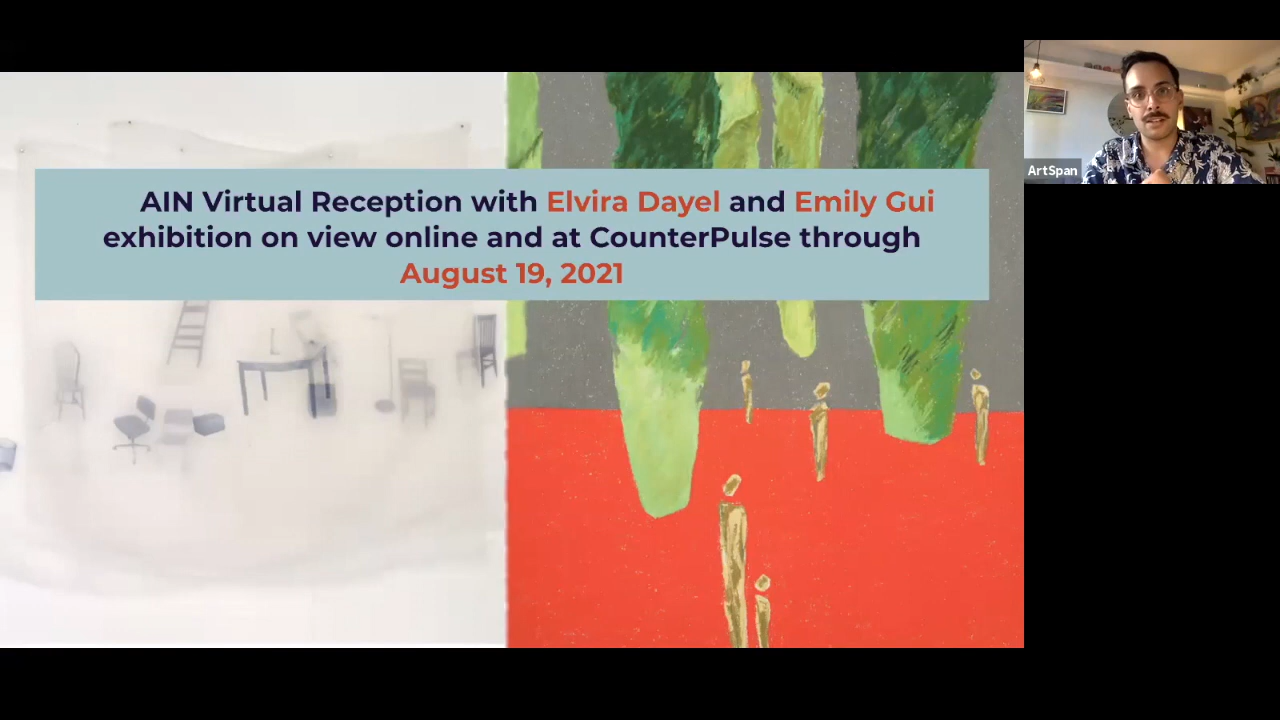 AIN Virtual Reception with Elvira Dayel and Emily Gui
exhibition on view online and at CounterPulse through
August 19, 2021
ArtSpan